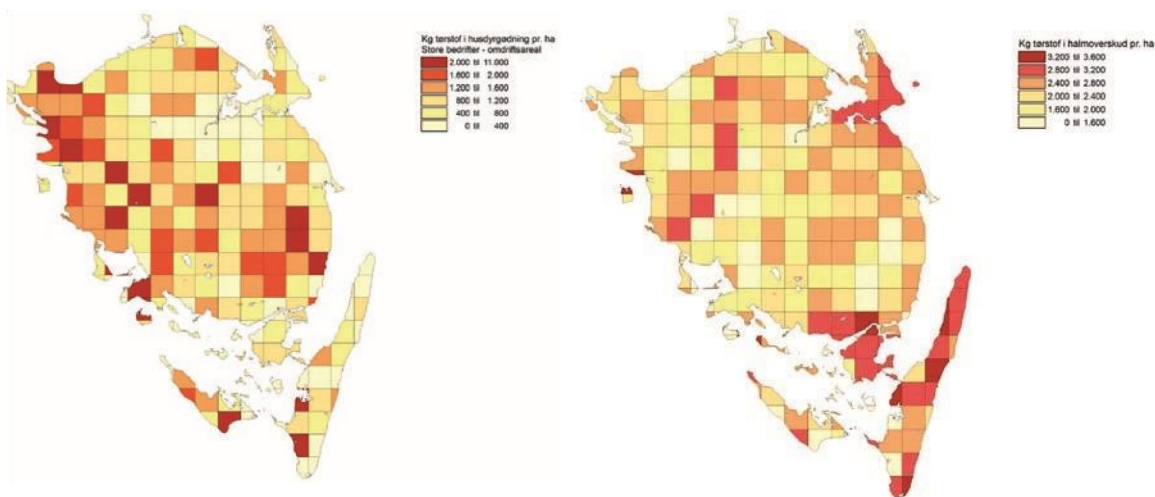 Kg tørstof i husdyrgødning pr. ha
Store bedrifter - omdriftsareal
2.000 til 11.000
1.600 til 2.000
1.200 til 1.600
800 til 1.200
400 til 800
0 til 400
Kg tørstof i halmoverskud pr. ha
3.200 til 3.600
2.800 til 3.200
2.400 til 2.800
2.000 til 2.400
1.600 til 2.000
0 til 1.600